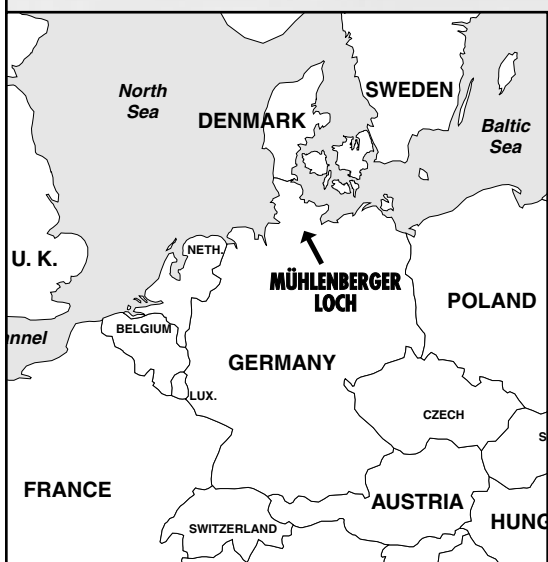 North
Sea
SWEDEN
DENMARK
Baltic
Sea
NETH.
U. K.
MÜHLENBERGER
LOCH
POLAND
nnel
BELGIUM
GERMANY
LUX.
CZECH
S
FRANCE
AUSTRIA
HUNG
SWITZERLAND